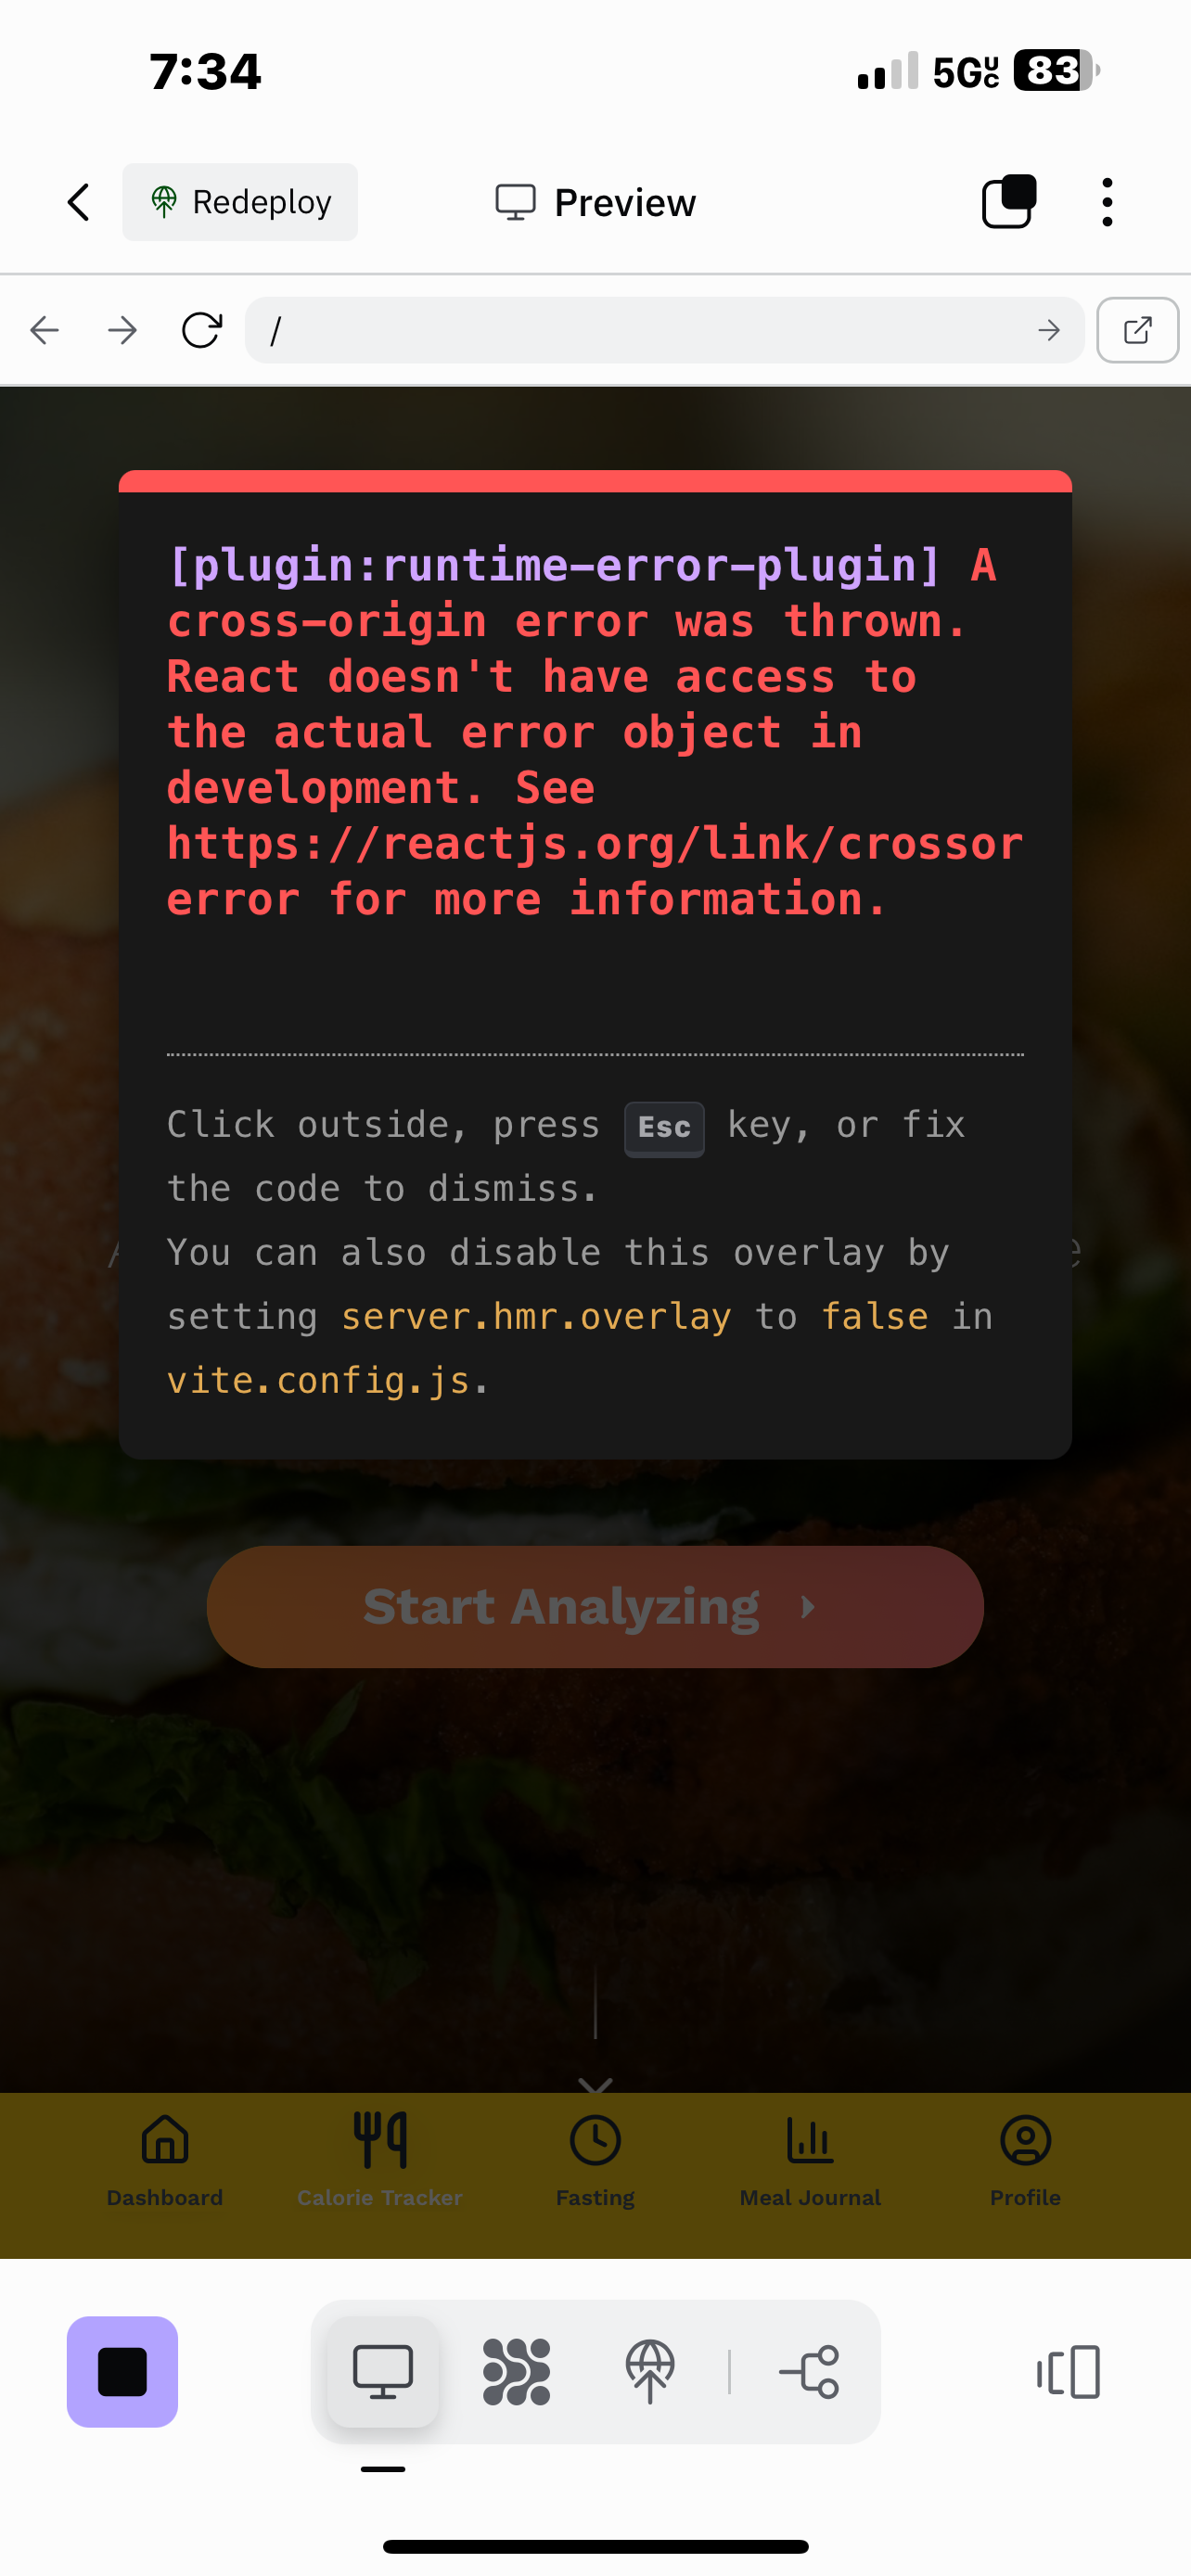 7:34
5GUC 83
Redeploy
Preview
/
[plugin:runtime-error-plugin] A
cross-origin error was thrown.
React doesn't have access to
the actual error object in
development. See
https://reactjs.org/link/crossor
error for more information.
Click outside, press Esc key, or fix
the code to dismiss.
You can also disable this overlay by
setting server.hmr.overlay to false in
vite.config.js.
Start Analyzing
Dashboard
Calorie Tracker
Fasting
Meal Journal
Profile